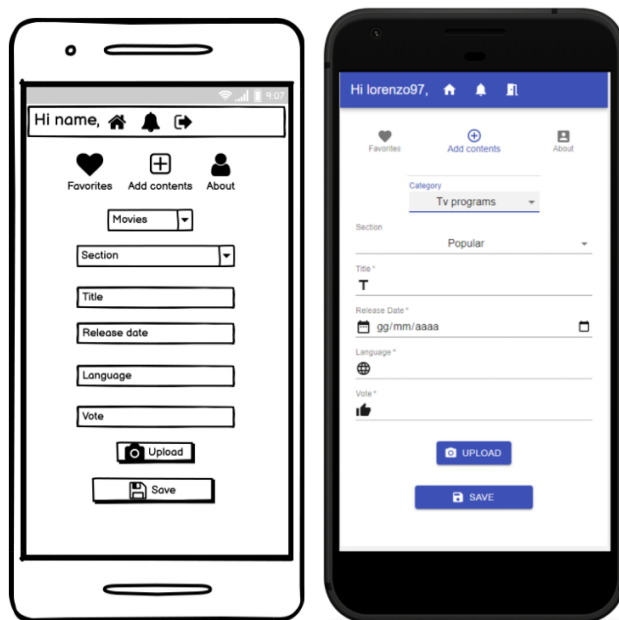 9:07
Hi name,
Favorites Add contents About
Movies
Section
Title
Release date
Language
Vote
Upload
Save
Hi lorenzo97,
Favorites Add contents About
Category
Tv programs
Section
Popular
Title *
Release Date *
gg/mm/aaaa
Language *
Vote *
UPLOAD
SAVE